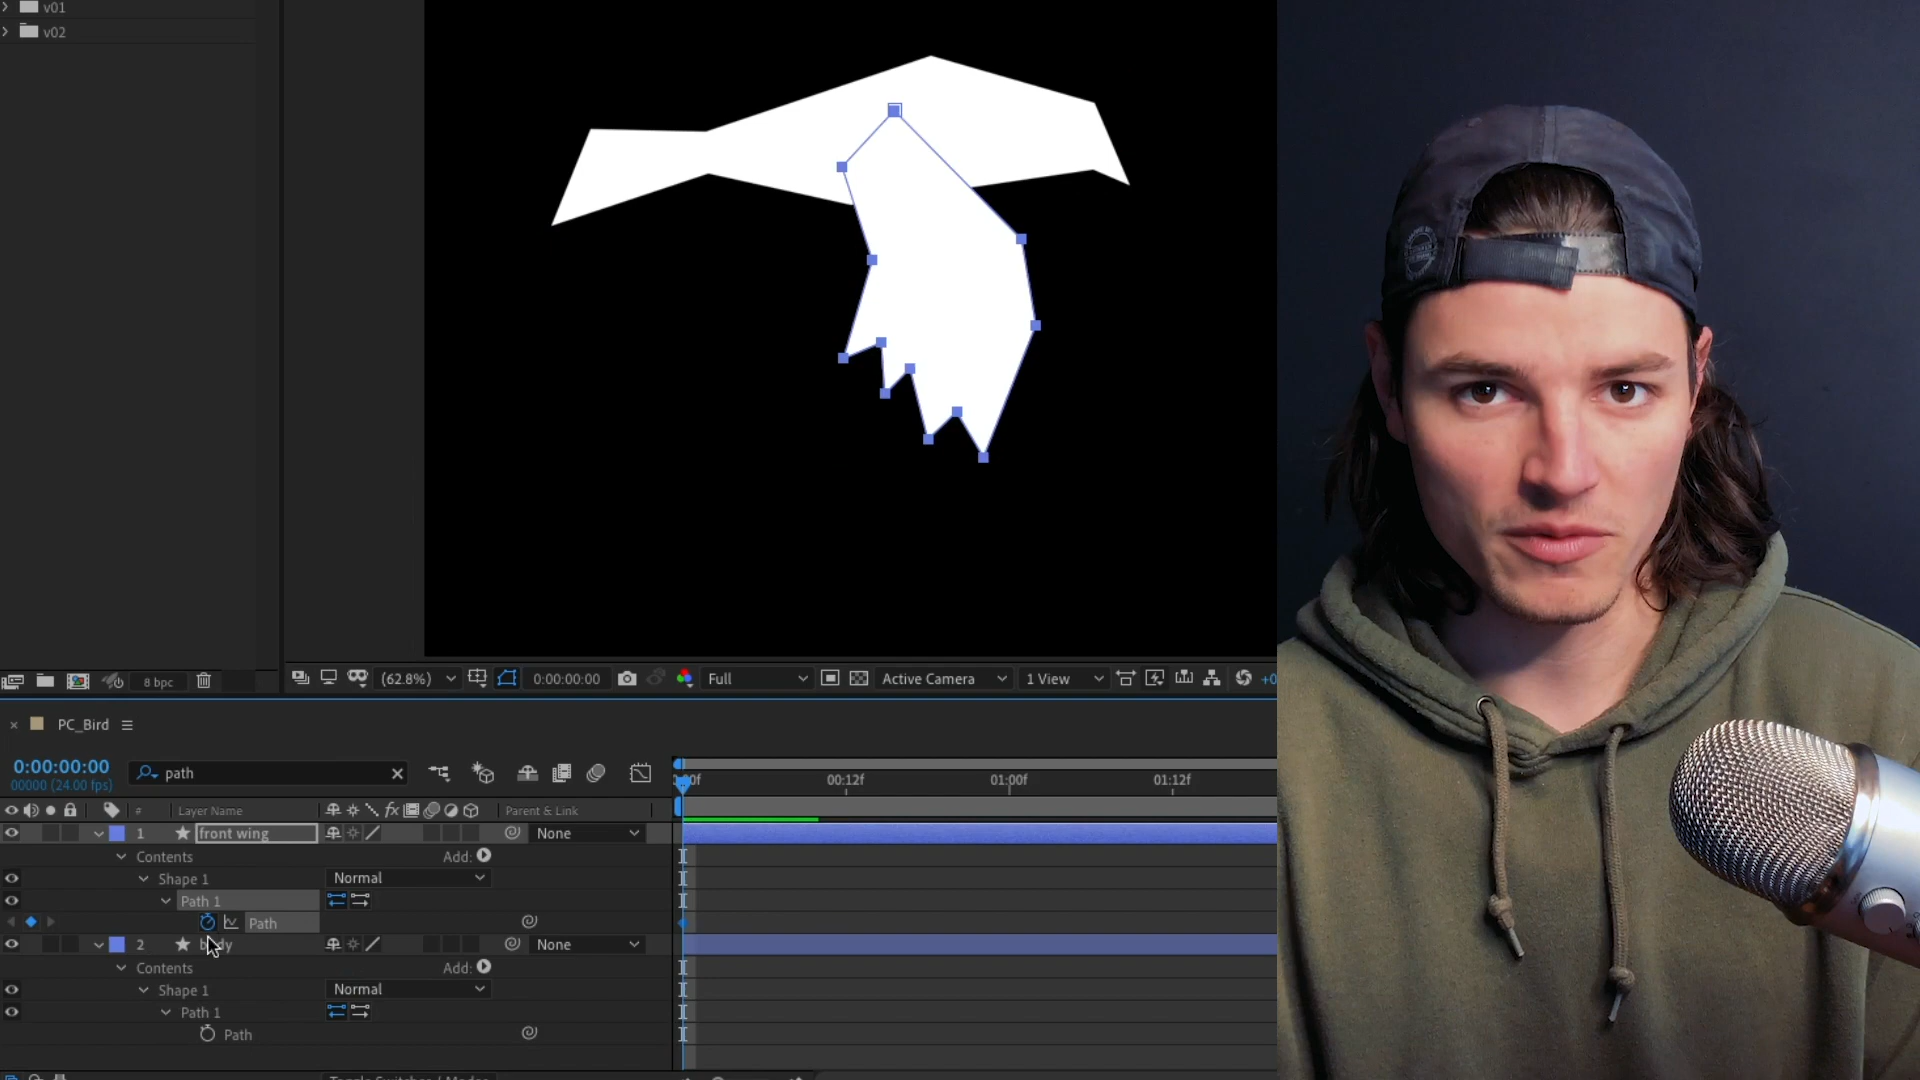 v01
v02
8 bpc
(62.8%)
0:00:00:00
Full
Active Camera
1 View
+0
PC_Bird
0:00:00:00
00000 (24.00 fps)
path
00:12f
01:00f
01:12f
#
Layer Name
fx
Parent & Link
1
front wing
None
Contents
Add:
Shape 1
Normal
Path 1
Path
2
body
None
Contents
Add:
Shape 1
Normal
Path 1
Path